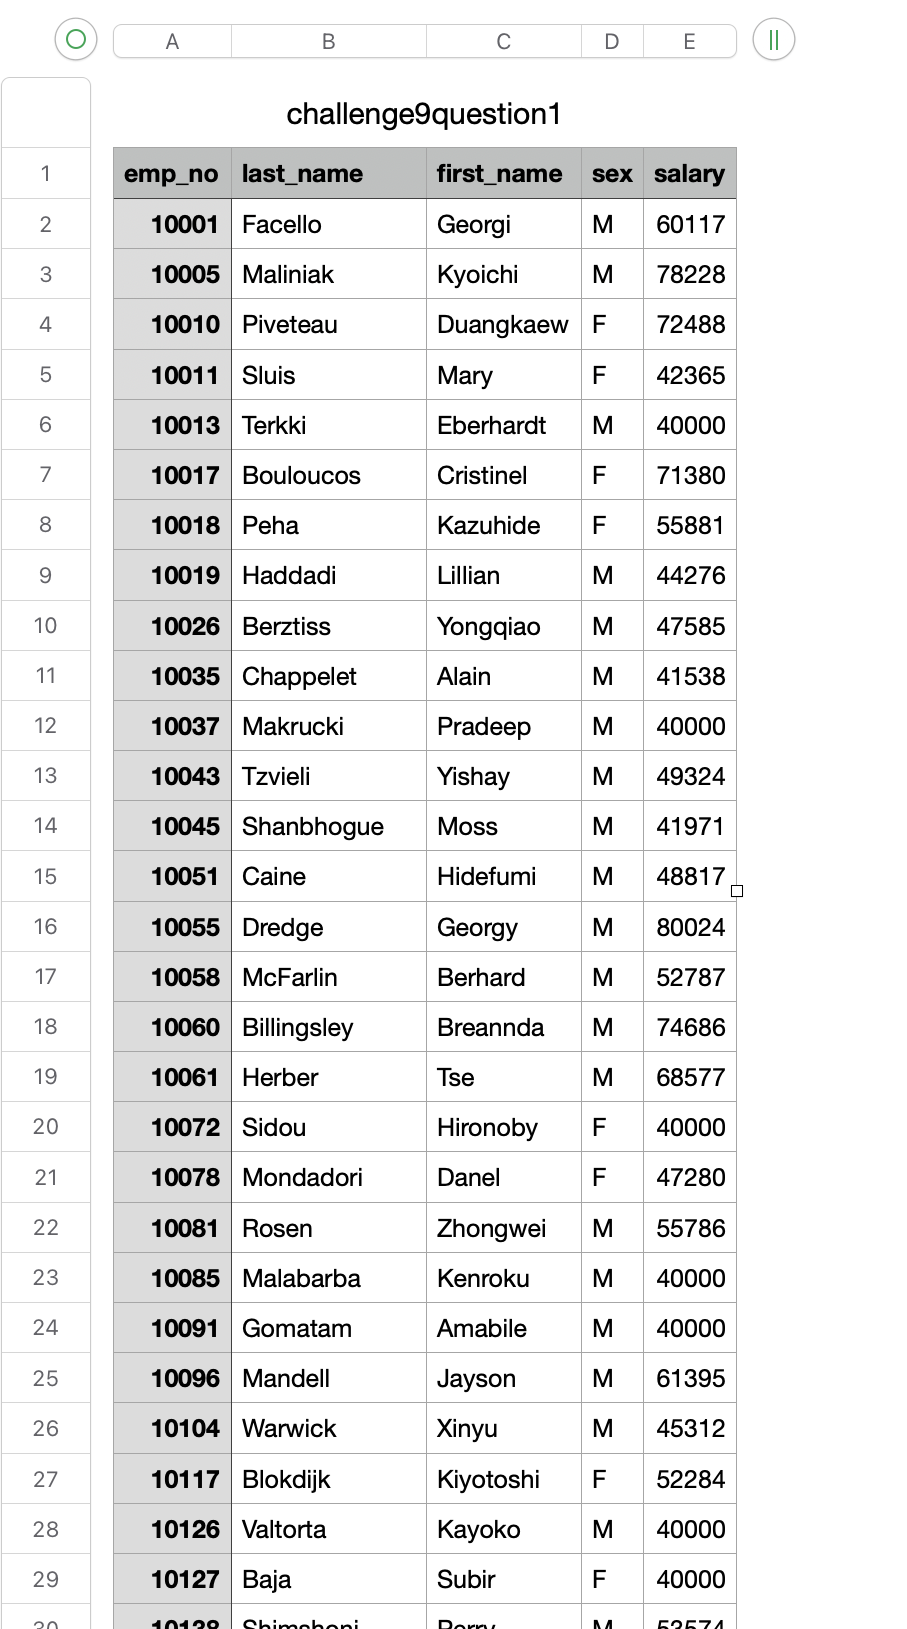 A B C D E
challenge9question1
1 emp_no last_name first_name sex salary
2 10001 Facello Georgi M 60117
3 10005 Maliniak Kyoichi M 78228
4 10010 Piveteau Duangkaew F 72488
5 10011 Sluis Mary F 42365
6 10013 Terkki Eberhardt M 40000
7 10017 Bouloucos Cristinel F 71380
8 10018 Peha Kazuhide F 55881
9 10019 Haddadi Lillian M 44276
10 10026 Berztiss Yongqiao M 47585
11 10035 Chappelet Alain M 41538
12 10037 Makrucki Pradeep M 40000
13 10043 Tzvieli Yishay M 49324
14 10045 Shanbhogue Moss M 41971
15 10051 Caine Hidefumi M 48817
16 10055 Dredge Georgy M 80024
17 10058 McFarlin Berhard M 52787
18 10060 Billingsley Breannda M 74686
19 10061 Herber Tse M 68577
20 10072 Sidou Hironoby F 40000
21 10078 Mondadori Danel F 47280
22 10081 Rosen Zhongwei M 55786
23 10085 Malabarba Kenroku M 40000
24 10091 Gomatam Amabile M 40000
25 10096 Mandell Jayson M 61395
26 10104 Warwick Xinyu M 45312
27 10117 Blokdijk Kiyotoshi F 52284
28 10126 Valtorta Kayoko M 40000
29 10127 Baja Subir F 40000
30 10138 Shimshoni Perry M 53574